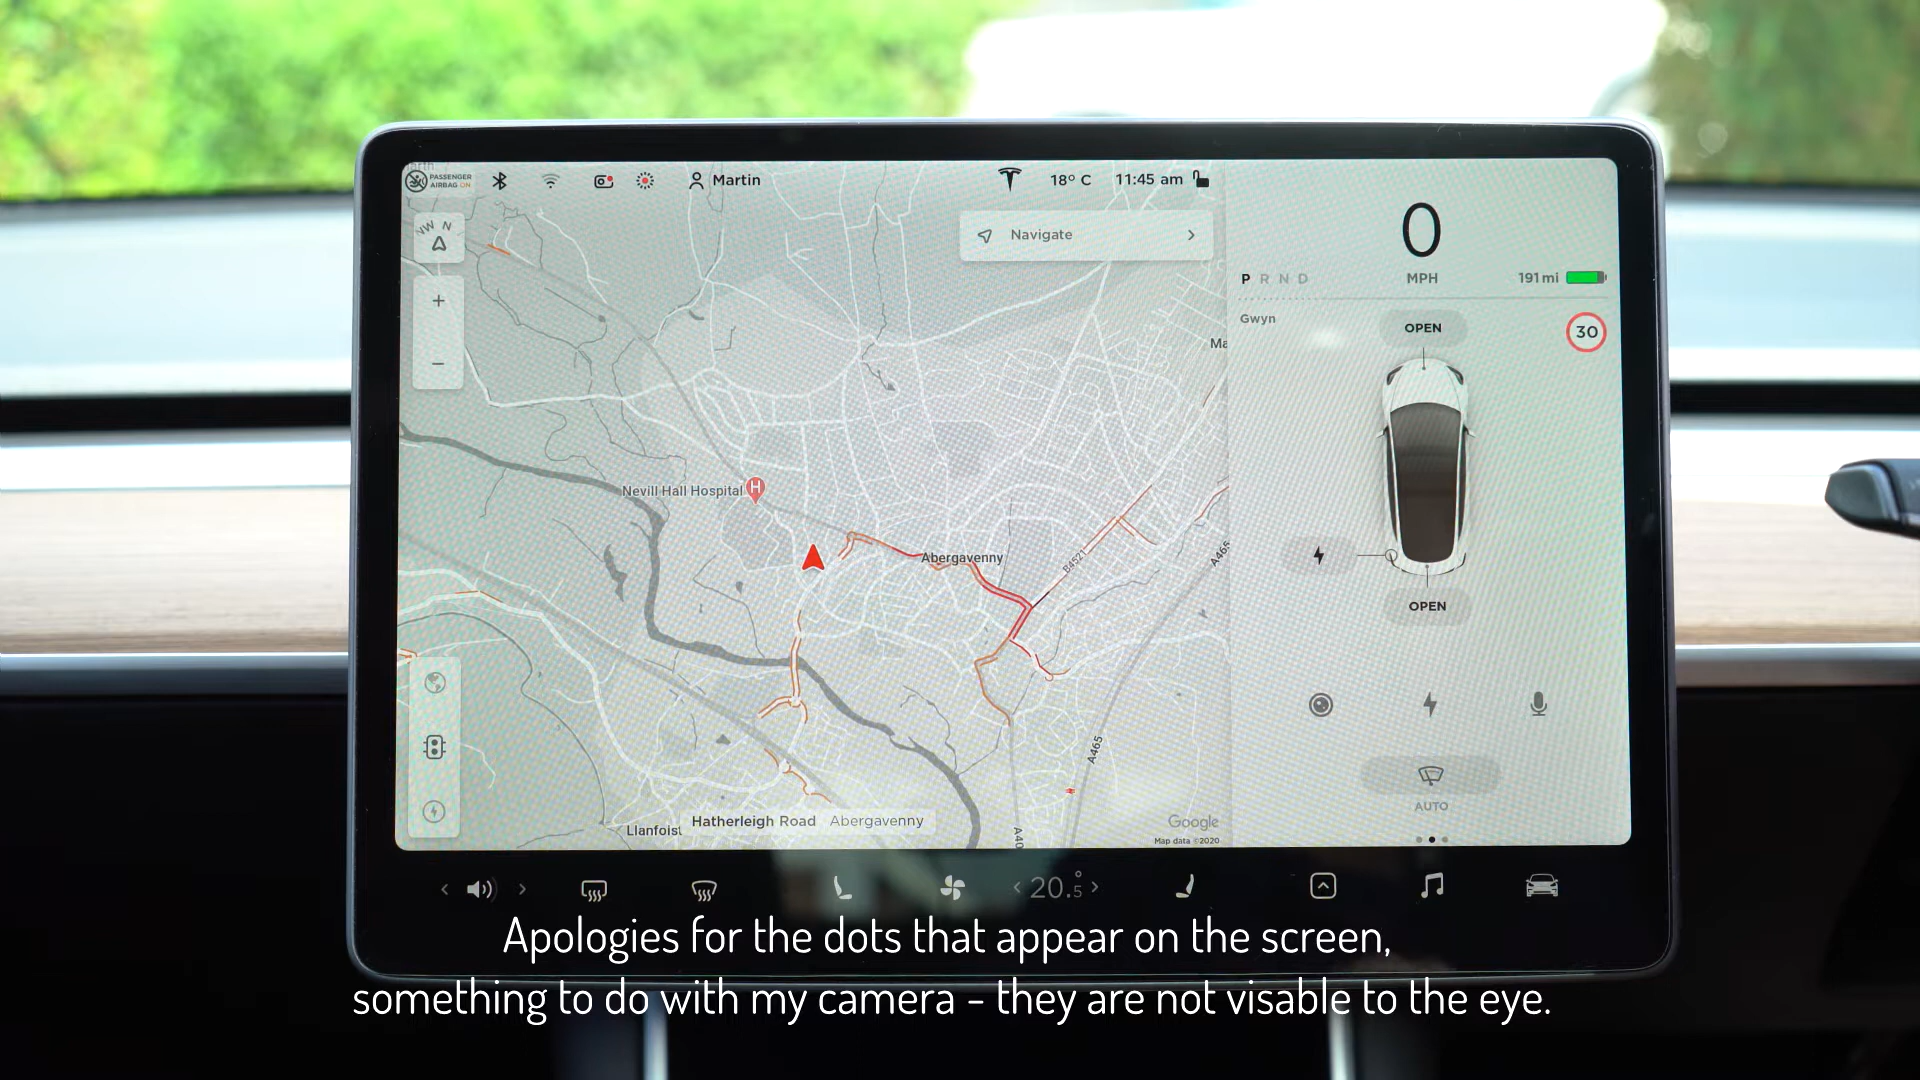 PASSENGER
AIRBAG ON
Martin
18° C
11:45 am
NW N
Navigate
0
MPH
P R N D
191 mi
Gwyn
OPEN
30
+
−
Ma
Nevill Hall Hospital
H
Abergavenny
B4521
A465
OPEN
A465
AUTO
Hatherleigh Road Abergavenny
Llanfoist
A40
Google
Map data ©2020
20.5°
Apologies for the dots that appear on the screen,
something to do with my camera – they are not visable to the eye.